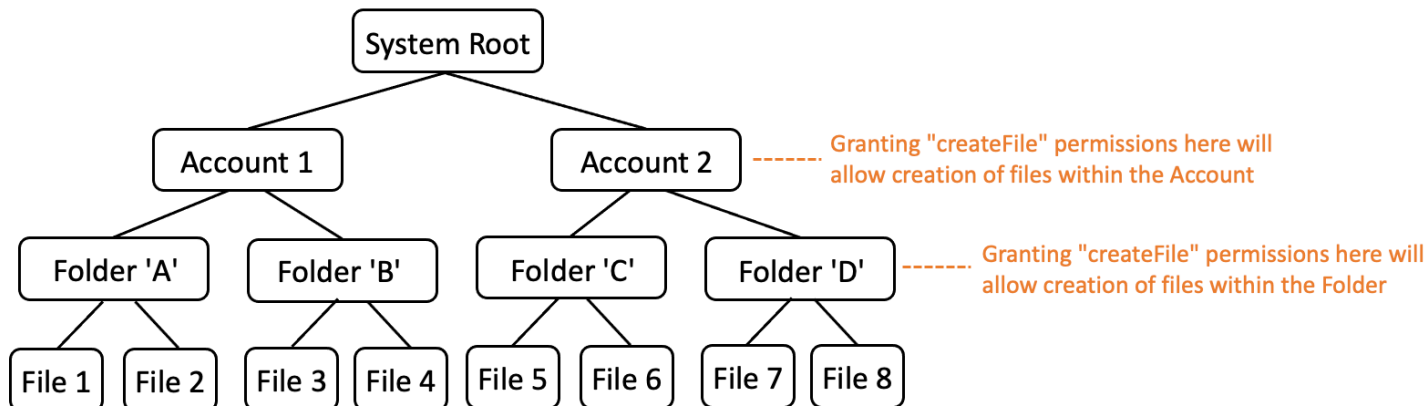 System Root
Account 1
Account 2
Granting "createFile" permissions here will
allow creation of files within the Account
Folder 'A'
Folder 'B'
Folder 'C'
Folder 'D'
Granting "createFile" permissions here will
allow creation of files within the Folder
File 1
File 2
File 3
File 4
File 5
File 6
File 7
File 8